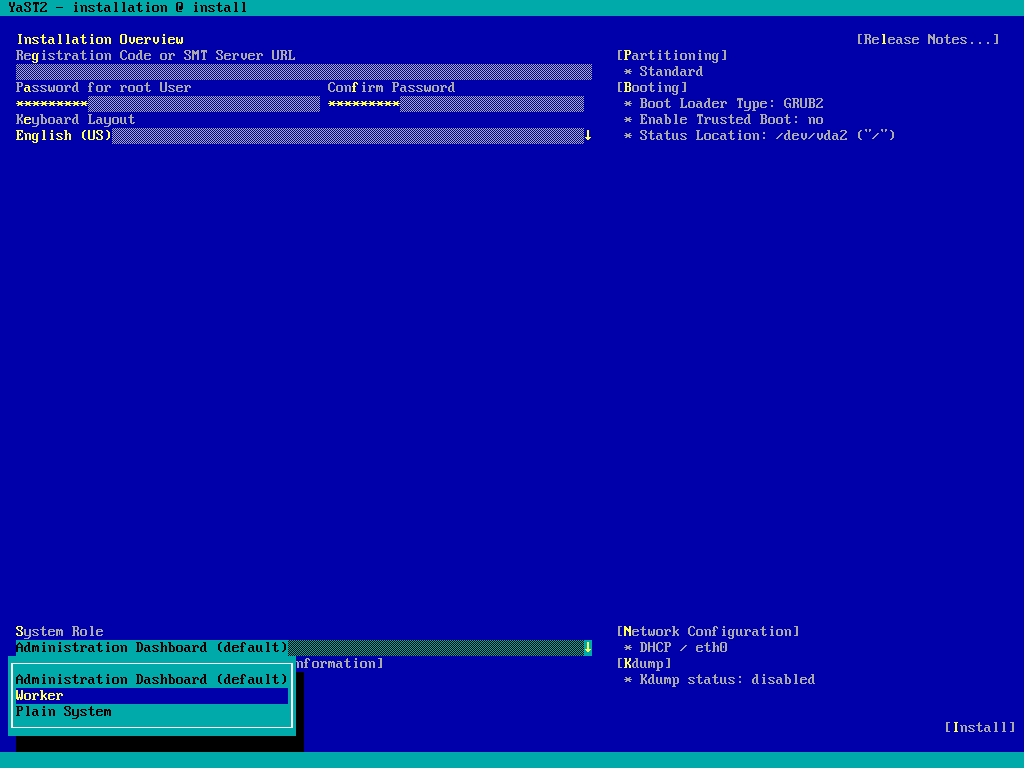 YaST2 - installation @ install
Installation Overview [Release Notes...]
Registration Code or SMT Server URL
Password for root User Confirm Password
********* *********
Keyboard Layout
English (US)↓
[Partitioning]
* Standard
[Booting]
* Boot Loader Type: GRUB2
* Enable Trusted Boot: no
* Status Location: /dev/vda2 ("/")
System Role
Administration Dashboard (default)↓
nformation]
Administration Dashboard (default)
Worker
Plain System
[Network Configuration]
* DHCP / eth0
[Kdump]
* Kdump status: disabled
[Install]